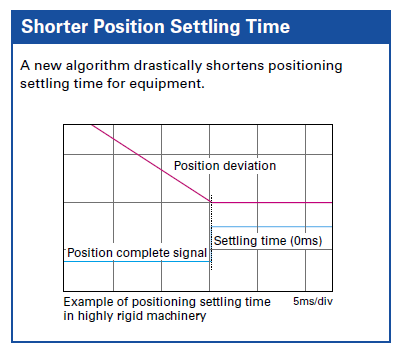 Shorter Position Settling Time
A new algorithm drastically shortens positioning
settling time for equipment.
Position deviation
Settling time (0ms)
Position complete signal
Example of positioning settling time 5ms/div
in highly rigid machinery